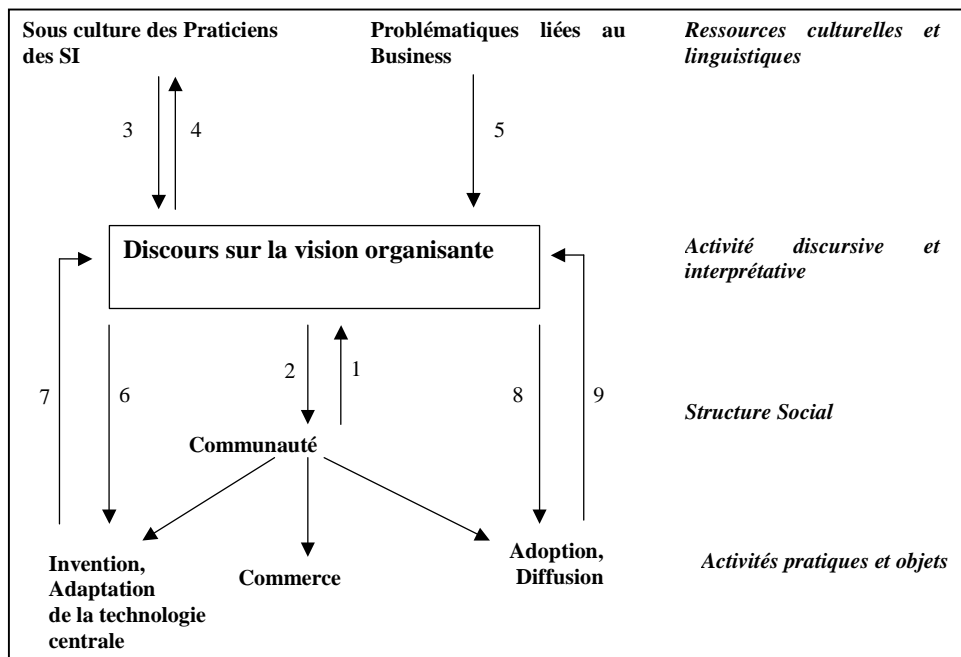 Sous culture des Praticiens
des SI
Problématiques liées au
Business
Ressources culturelles et
linguistiques
3
4
5
Discours sur la vision organisante
Activité discursive et
interprétative
7
6
2
1
8
9
Structure Social
Communauté
Invention,
Adaptation
de la technologie
centrale
Commerce
Adoption,
Diffusion
Activités pratiques et objets